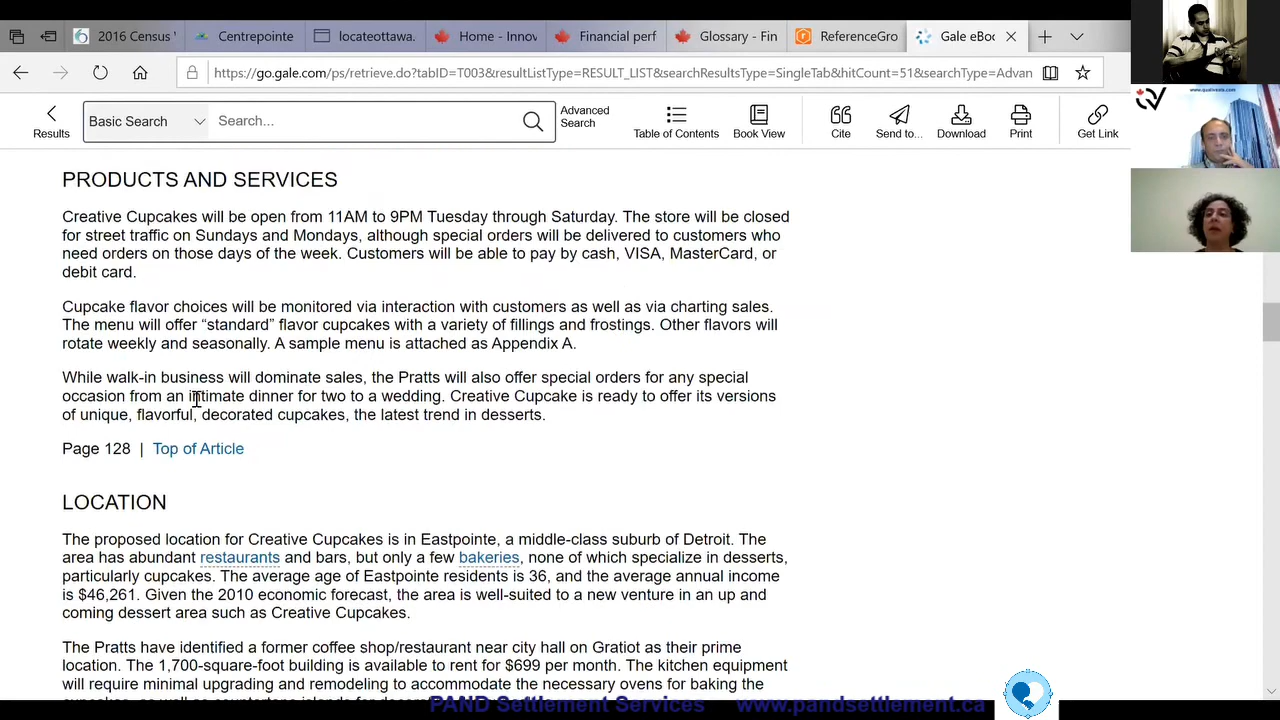 2016 Census
Centrepointe
locateottawa.
Home - Innov
Financial perf
Glossary - Fin
ReferenceGro
Gale eBoo
https://go.gale.com/ps/retrieve.do?tabID=T003&resultListType=RESULT_LIST&searchResultsType=SingleTab&hitCount=51&searchType=Advan
www.qualivests.com
Results
Basic Search
Search...
Advanced
Search
Table of Contents
Book View
Cite
Send to...
Download
Print
Get Link
PRODUCTS AND SERVICES
Creative Cupcakes will be open from 11AM to 9PM Tuesday through Saturday. The store will be closed
for street traffic on Sundays and Mondays, although special orders will be delivered to customers who
need orders on those days of the week. Customers will be able to pay by cash, VISA, MasterCard, or
debit card.
Cupcake flavor choices will be monitored via interaction with customers as well as via charting sales.
The menu will offer “standard” flavor cupcakes with a variety of fillings and frostings. Other flavors will
rotate weekly and seasonally. A sample menu is attached as Appendix A.
While walk-in business will dominate sales, the Pratts will also offer special orders for any special
occasion from an intimate dinner for two to a wedding. Creative Cupcake is ready to offer its versions
of unique, flavorful, decorated cupcakes, the latest trend in desserts.
Page 128 | Top of Article
LOCATION
The proposed location for Creative Cupcakes is in Eastpointe, a middle-class suburb of Detroit. The
area has abundant restaurants and bars, but only a few bakeries, none of which specialize in desserts,
particularly cupcakes. The average age of Eastpointe residents is 36, and the average annual income
is $46,261. Given the 2010 economic forecast, the area is well-suited to a new venture in an up and
coming dessert area such as Creative Cupcakes.
The Pratts have identified a former coffee shop/restaurant near city hall on Gratiot as their prime
location. The 1,700-square-foot building is available to rent for $699 per month. The kitchen equipment
will require minimal upgrading and remodeling to accommodate the necessary ovens for baking the
PAND Settlement Services www.pandsettlement.ca